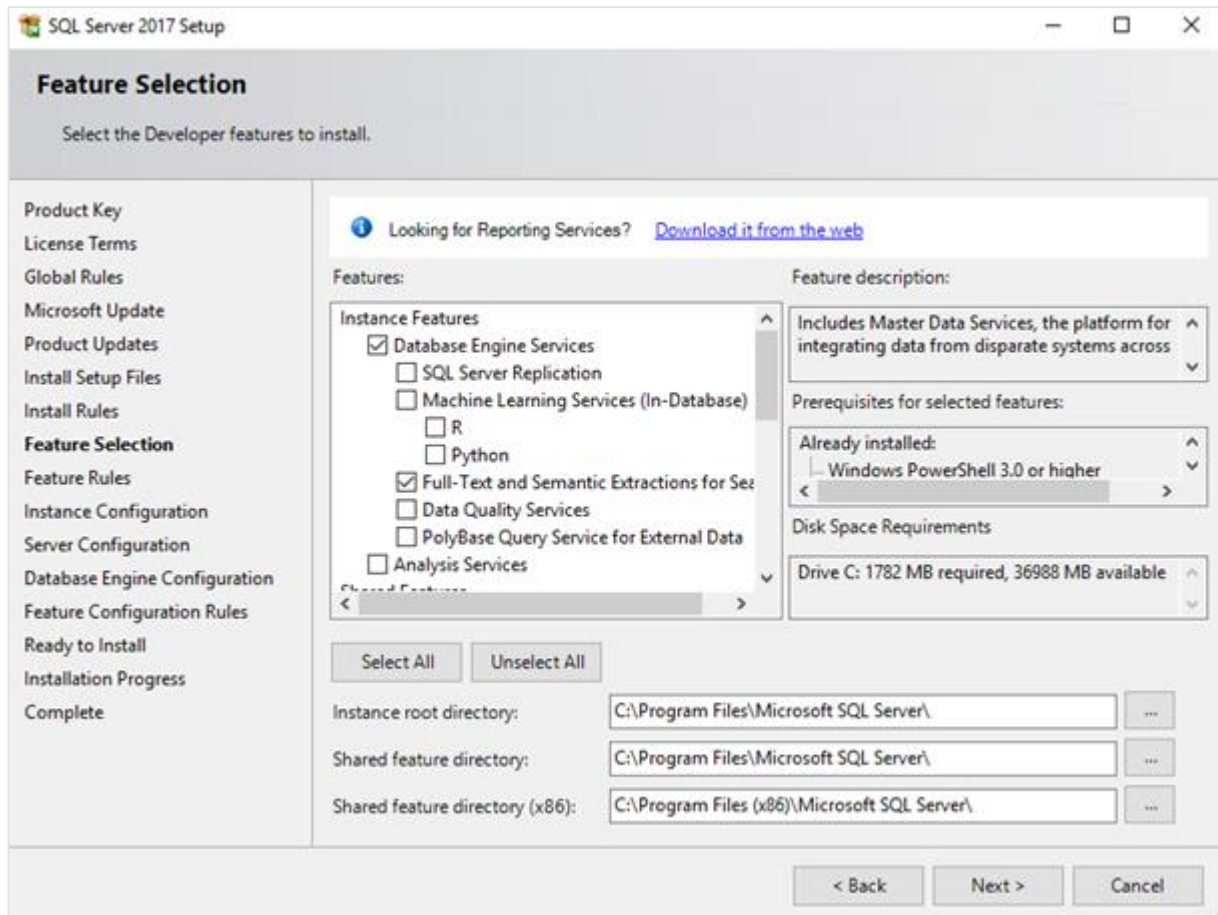 SQL Server 2017 Setup
Feature Selection
Select the Developer features to install.
Product Key
License Terms
Global Rules
Microsoft Update
Product Updates
Install Setup Files
Install Rules
Feature Selection
Feature Rules
Instance Configuration
Server Configuration
Database Engine Configuration
Feature Configuration Rules
Ready to Install
Installation Progress
Complete
Looking for Reporting Services? Download it from the web
Features:
Instance Features
Database Engine Services
SQL Server Replication
Machine Learning Services (In-Database)
R
Python
Full-Text and Semantic Extractions for Sea
Data Quality Services
PolyBase Query Service for External Data
Analysis Services
Shared Features
Feature description:
Includes Master Data Services, the platform for
integrating data from disparate systems across
Prerequisites for selected features:
Already installed:
Windows PowerShell 3.0 or higher
Disk Space Requirements
Drive C: 1782 MB required, 36988 MB available
Select All Unselect All
Instance root directory: C:\Program Files\Microsoft SQL Server\ ...
Shared feature directory: C:\Program Files\Microsoft SQL Server\ ...
Shared feature directory (x86): C:\Program Files (x86)\Microsoft SQL Server\ ...
< Back Next > Cancel